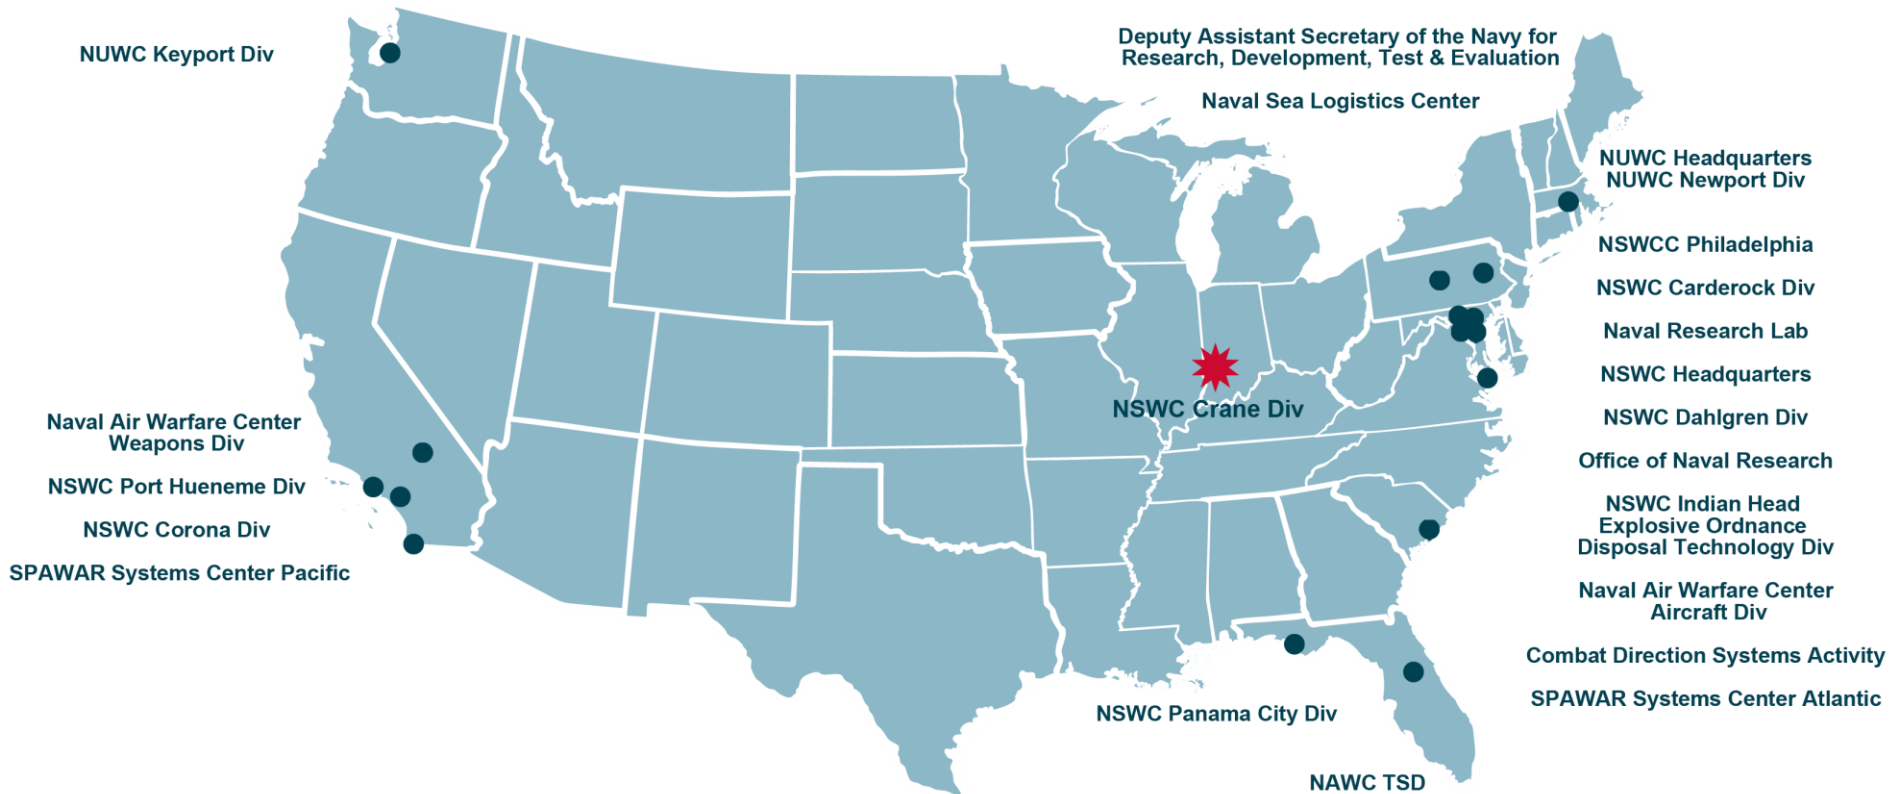 Deputy Assistant Secretary of the Navy for
Research, Development, Test & Evaluation
Naval Sea Logistics Center
NUWC Keyport Div
NUWC Headquarters
NUWC Newport Div
NSWCC Philadelphia
NSWC Carderock Div
Naval Research Lab
NSWC Headquarters
NSWC Dahlgren Div
Office of Naval Research
NSWC Indian Head
Explosive Ordnance
Disposal Technology Div
Naval Air Warfare Center
Aircraft Div
Combat Direction Systems Activity
SPAWAR Systems Center Atlantic
NSWC Crane Div
Naval Air Warfare Center
Weapons Div
NSWC Port Hueneme Div
NSWC Corona Div
SPAWAR Systems Center Pacific
NSWC Panama City Div
NAWC TSD